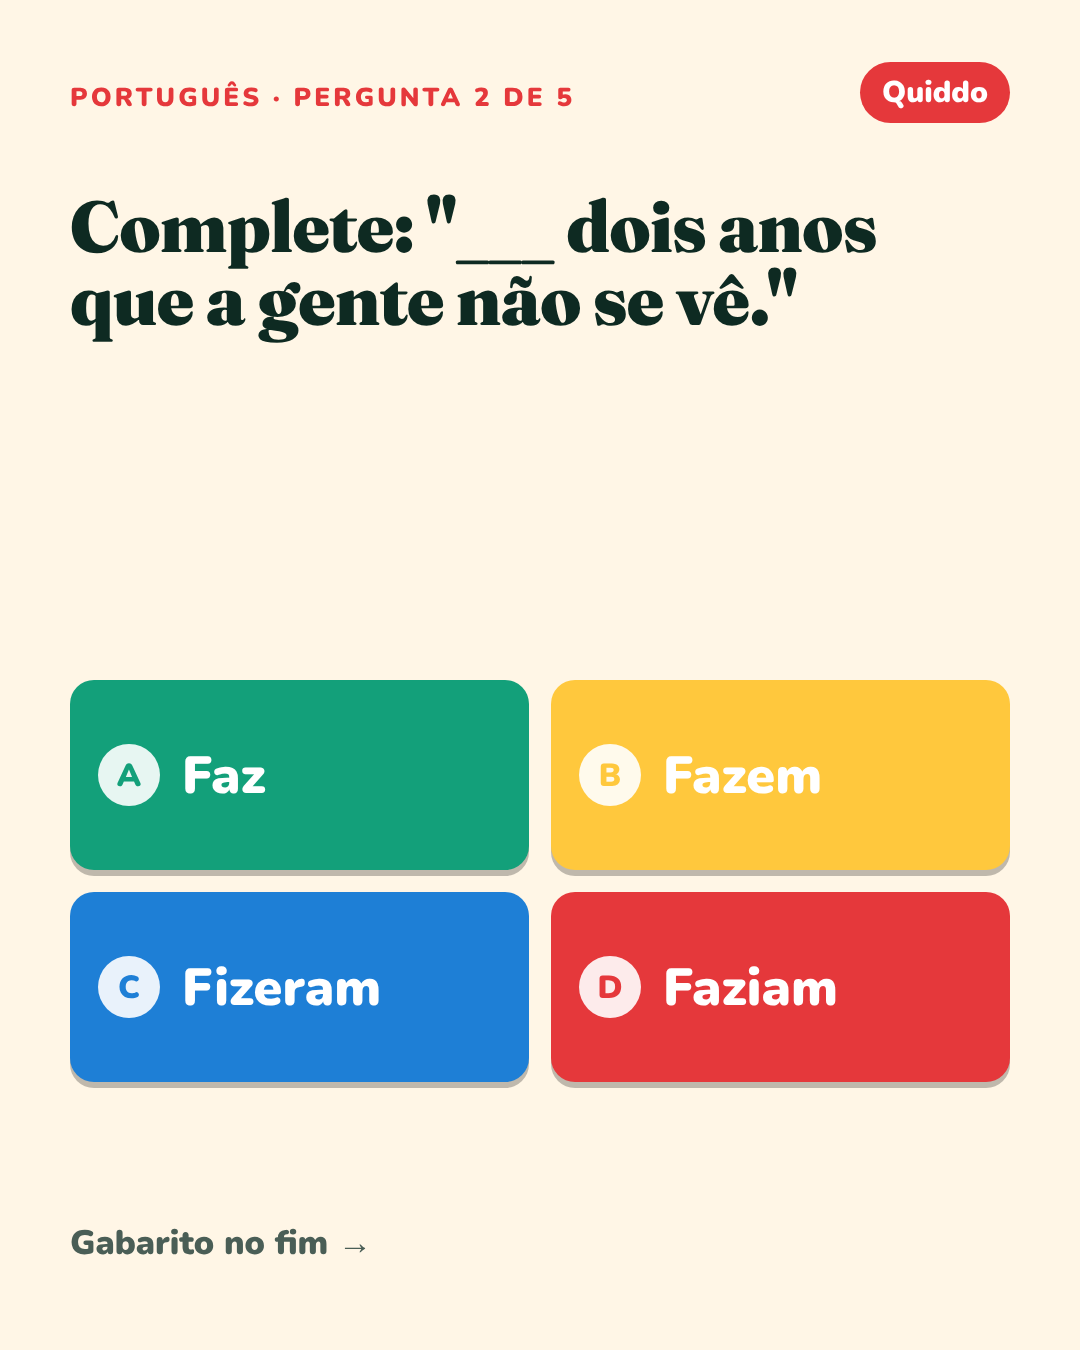 PORTUGUÊS · PERGUNTA 2 DE 5
Quiddo
Complete: "___ dois anos
que a gente não se vê."
A Faz
B Fazem
C Fizeram
D Faziam
Gabarito no fim →